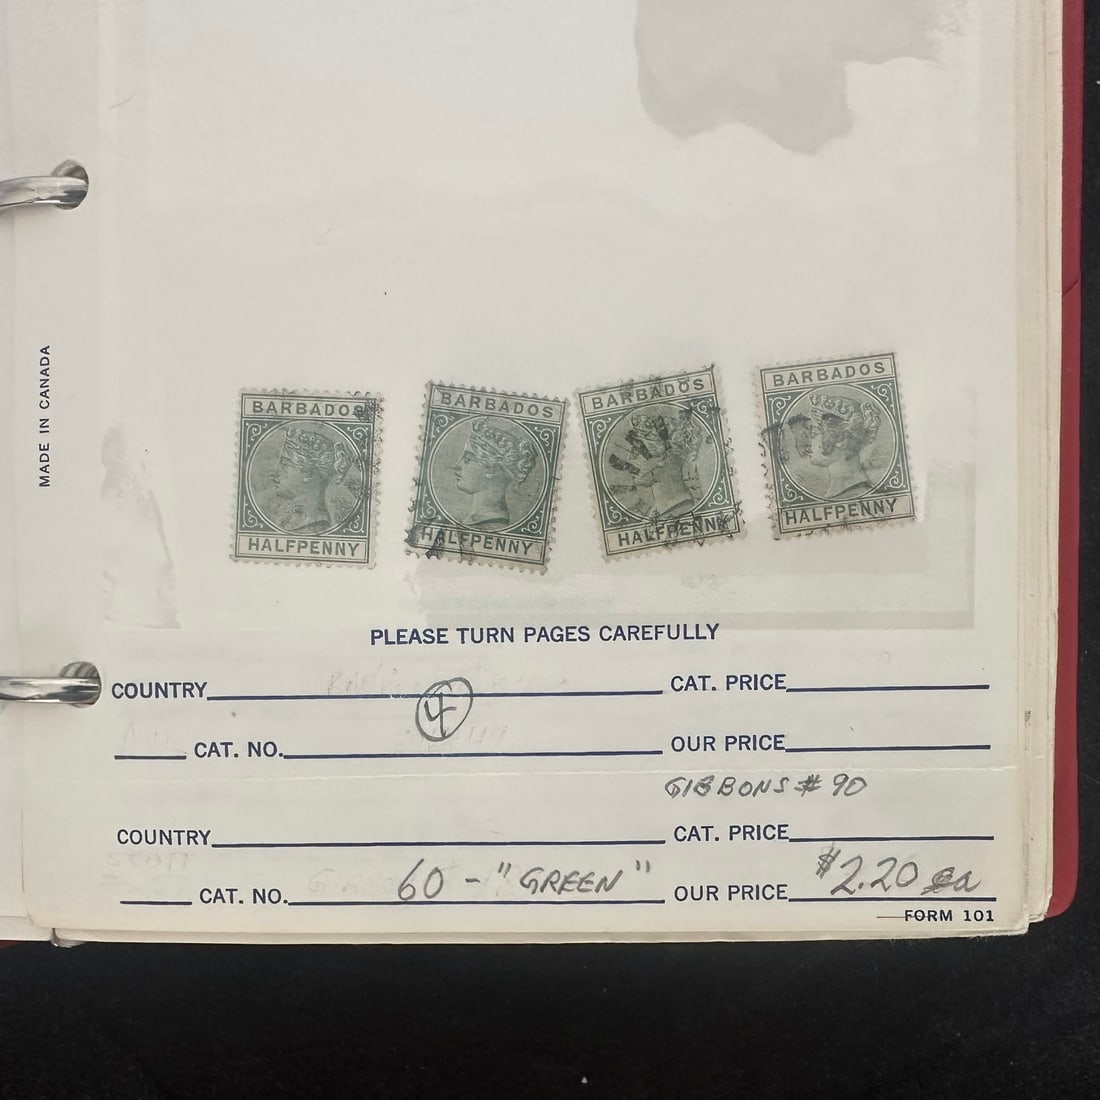 MADE IN CANADA
BARBADOS BARBADOS BARBADOS BARBADOS
HALFPENNY HALFPENNY HALFPENNY HALFPENNY
PLEASE TURN PAGES CAREFULLY
COUNTRY CAT. PRICE
4
CAT. NO. OUR PRICE
GIBBONS # 90
COUNTRY CAT. PRICE
CAT. NO. 60 - "GREEN" OUR PRICE $2.20 ea
FORM 101